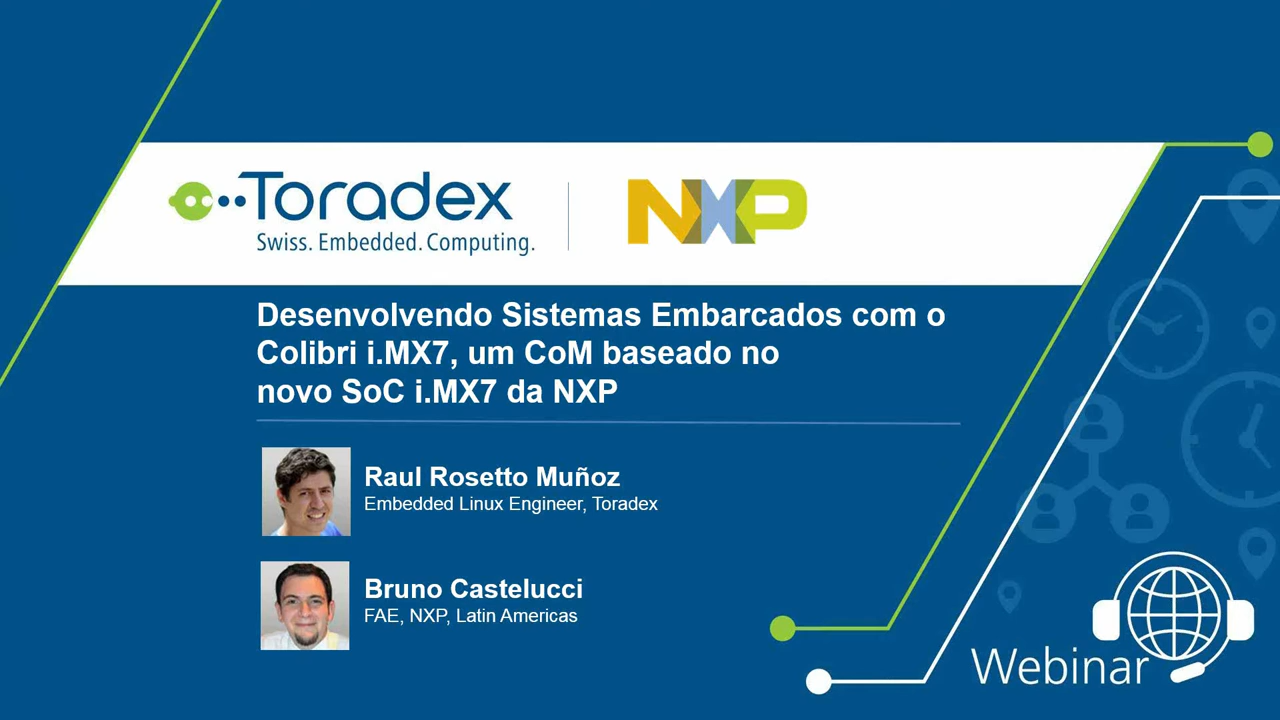 Toradex
Swiss. Embedded. Computing.
NXP
Desenvolvendo Sistemas Embarcados com o
Colibri i.MX7, um CoM baseado no
novo SoC i.MX7 da NXP
Raul Rosetto Muñoz
Embedded Linux Engineer, Toradex
Bruno Castelucci
FAE, NXP, Latin Americas
Webinar